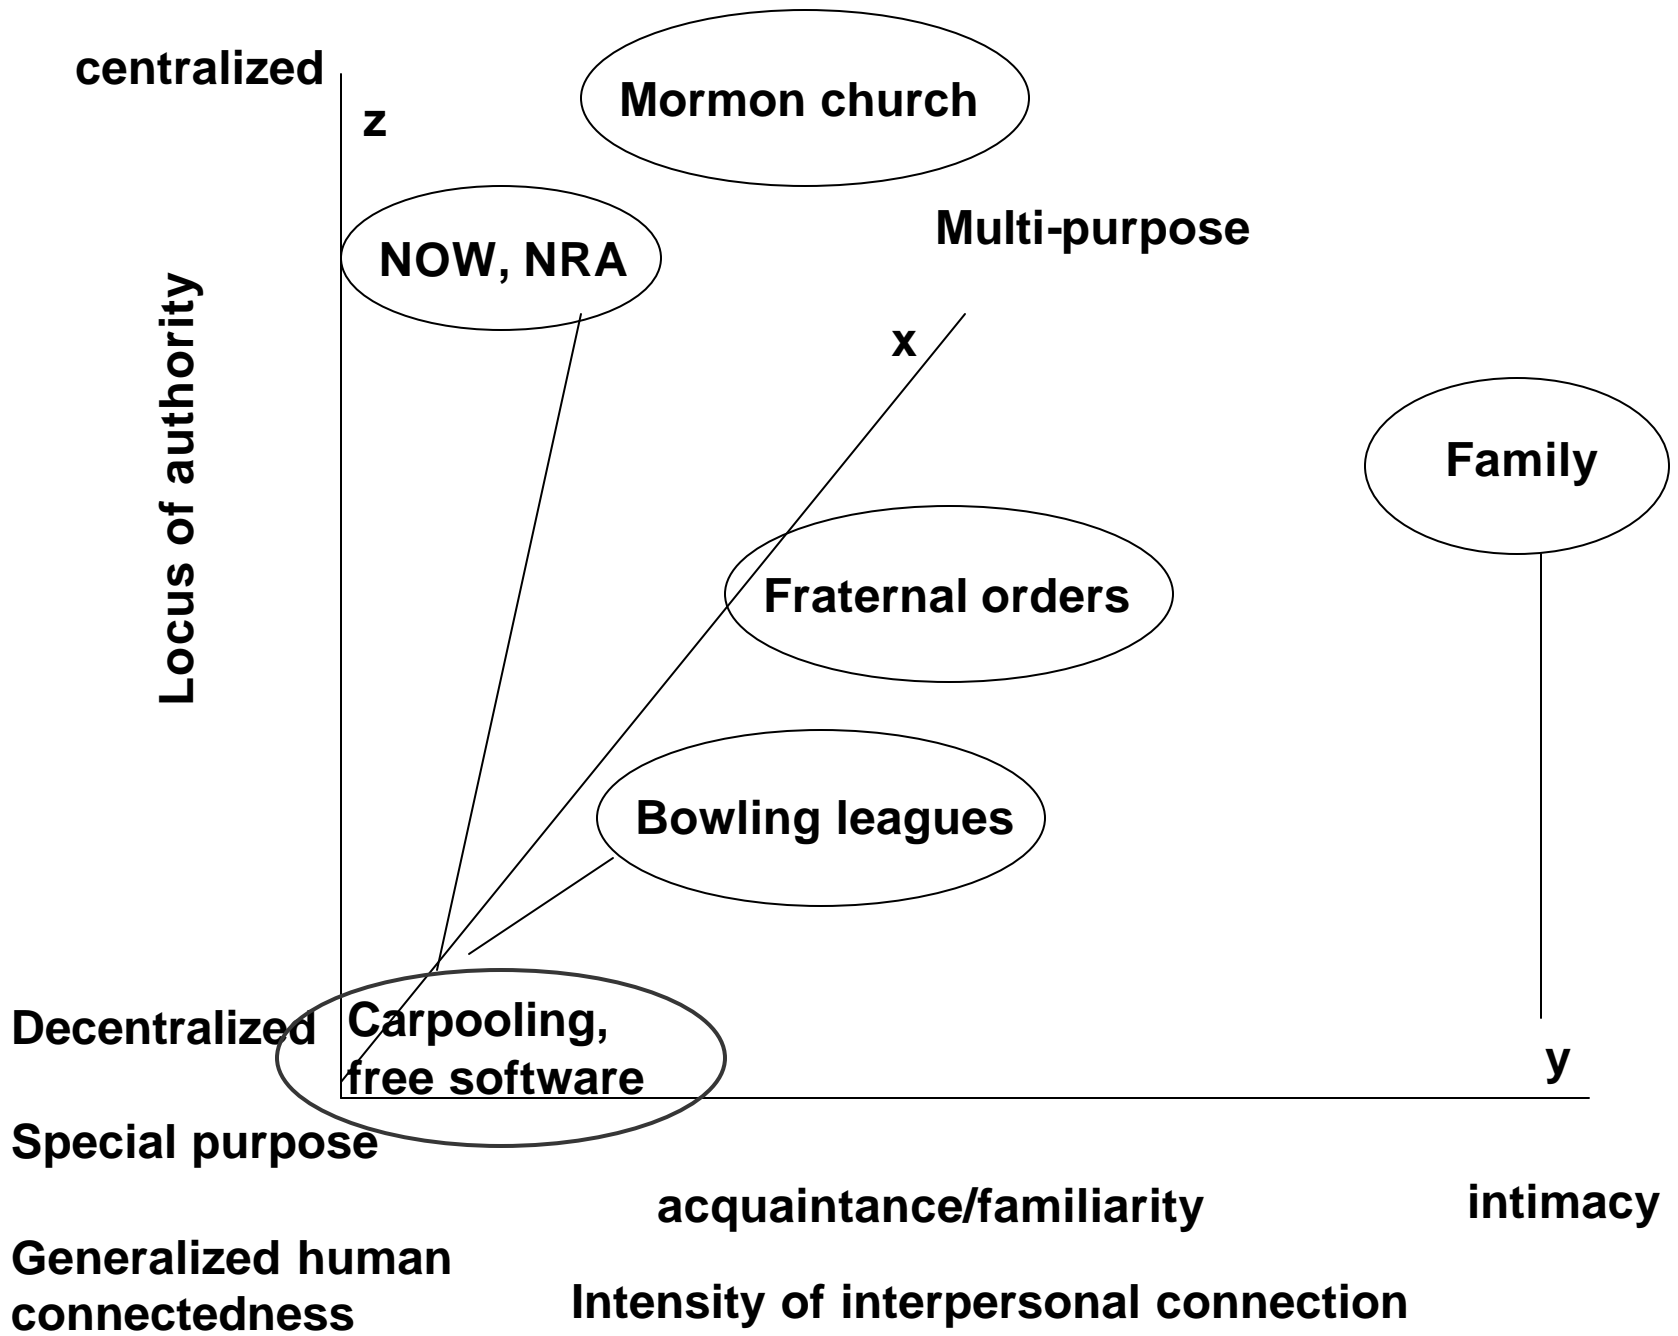 centralized
z
Mormon church
NOW, NRA
Multi-purpose
Locus of authority
x
Family
Fraternal orders
Bowling leagues
Decentralized
Carpooling,
free software
y
Special purpose
acquaintance/familiarity
intimacy
Generalized human
connectedness
Intensity of interpersonal connection